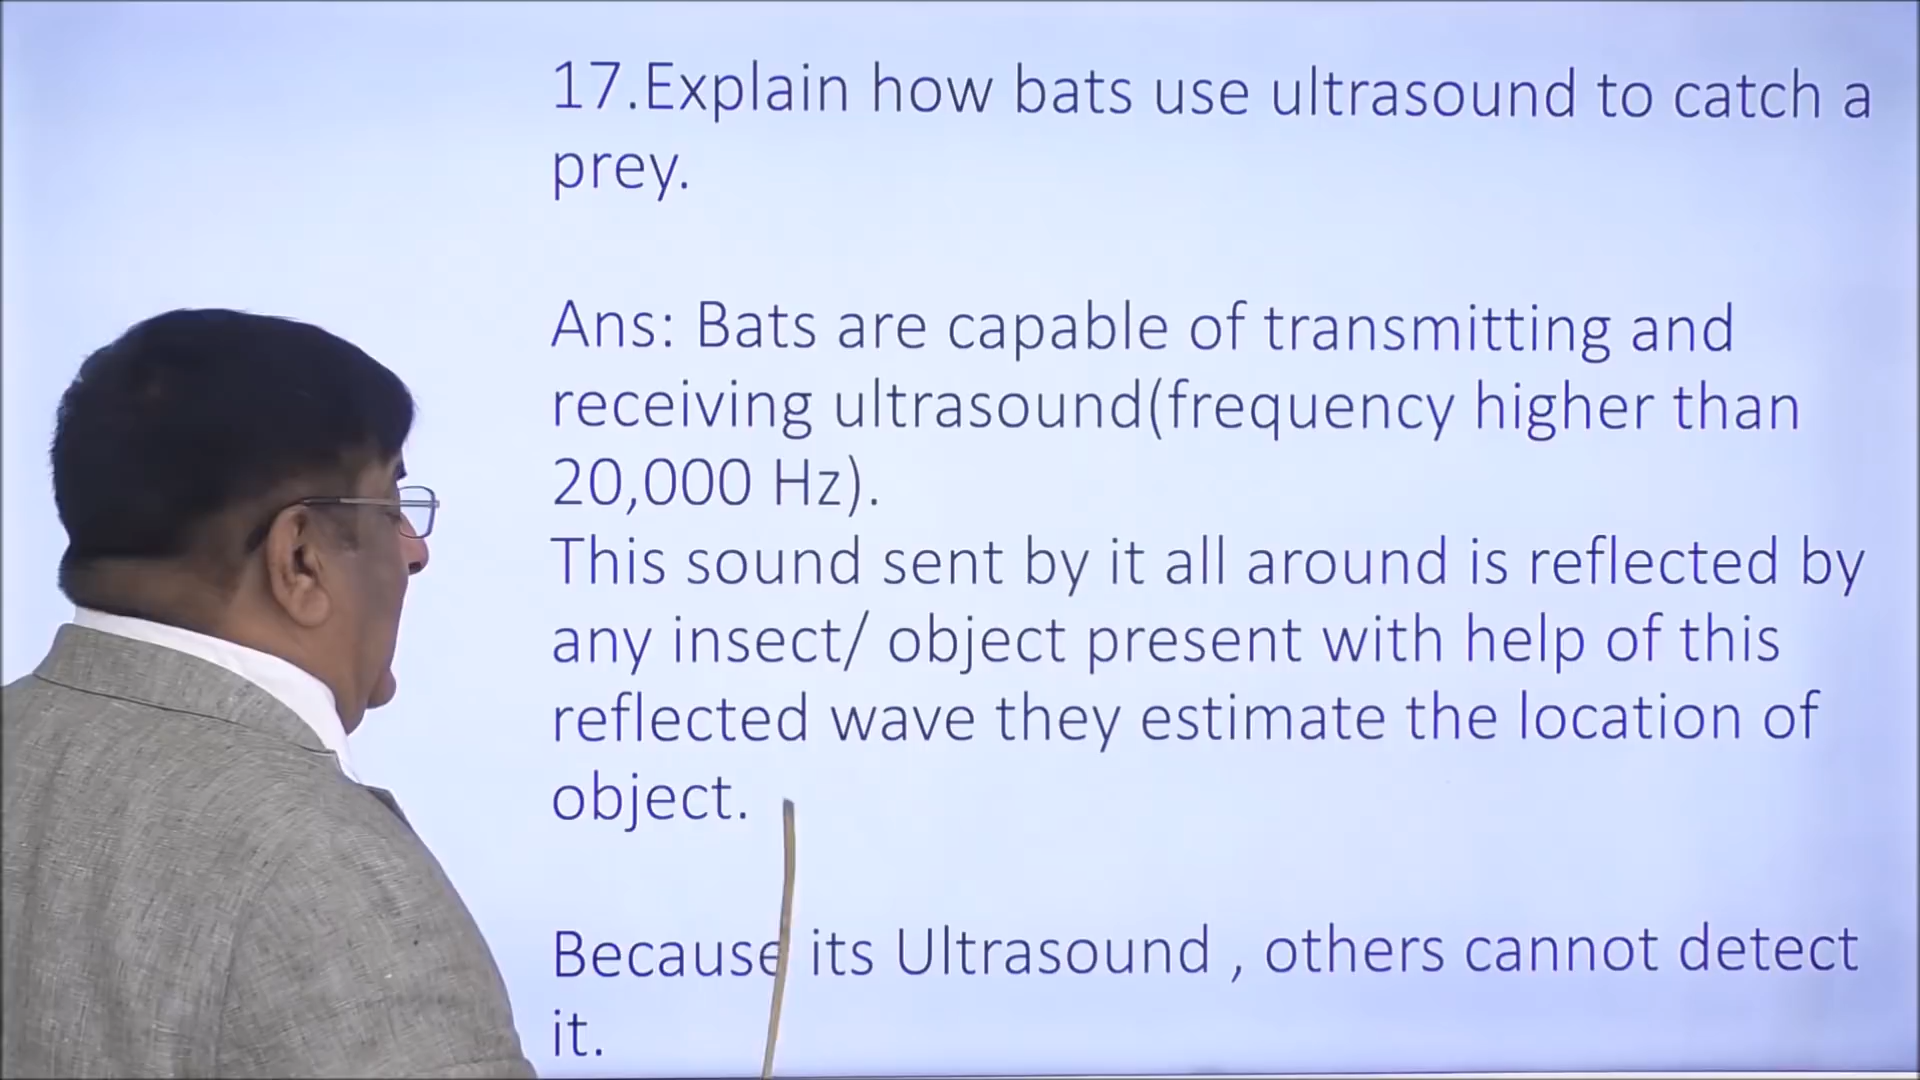 17.Explain how bats use ultrasound to catch a
prey.
Ans: Bats are capable of transmitting and
receiving ultrasound(frequency higher than
20,000 Hz).
This sound sent by it all around is reflected by
any insect/ object present with help of this
reflected wave they estimate the location of
object.
Because its Ultrasound , others cannot detect
it.